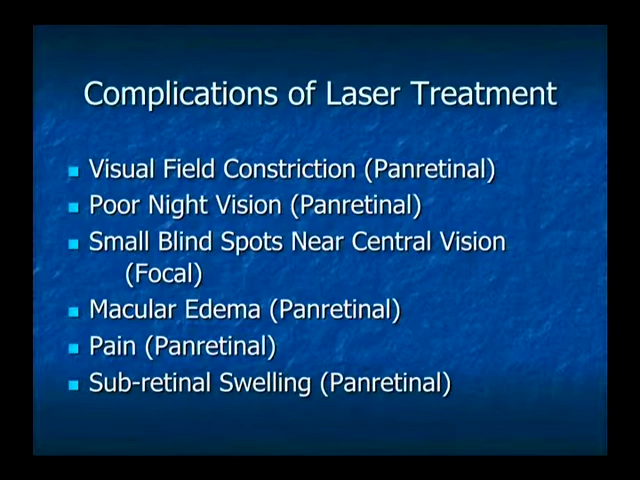 Complications of Laser Treatment
Visual Field Constriction (Panretinal)
Poor Night Vision (Panretinal)
Small Blind Spots Near Central Vision
(Focal)
Macular Edema (Panretinal)
Pain (Panretinal)
Sub-retinal Swelling (Panretinal)